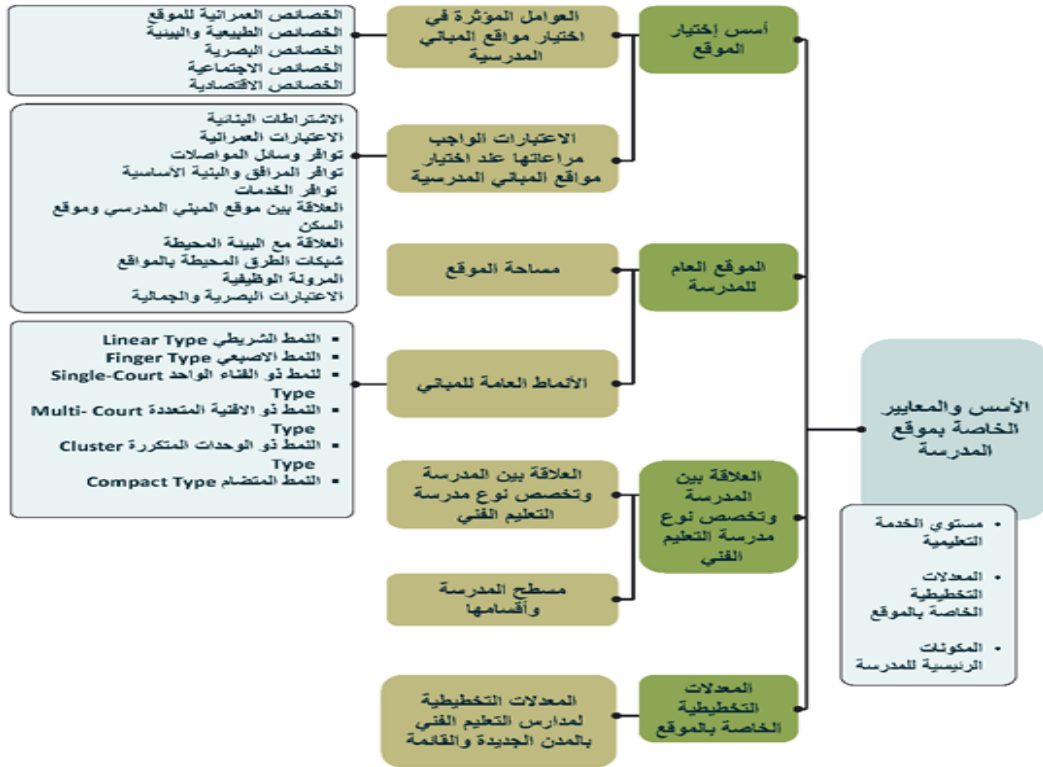 الأسس والمعايير
الخاصة بموقع
المدرسة
• مستوي الخدمة
التعليمية
• المعدلات
التخطيطية
الخاصة بالموقع
• المكونات
الرئيسية للمدرسة
أسس إختيار
الموقع
العوامل المؤثرة في
اختيار مواقع المباني
المدرسية
الخصائص العمرانية للموقع
الخصائص الطبيعية والبيئية
الخصائص البصرية
الخصائص الاجتماعية
الخصائص الاقتصادية
الاعتبارات الواجب
مراعاتها عند اختيار
مواقع المباني المدرسية
الاشتراطات البنائية
الاعتبارات العمرانية
توافر وسائل المواصلات
توافر المرافق والبنية الأساسية
توافر الخدمات
العلاقة بين موقع المبني المدرسي وموقع
السكن
العلاقة مع البيئة المحيطة
شبكات الطرق المحيطة بالمواقع
المرونة الوظيفية
الاعتبارات البصرية والجمالية
الموقع العام
للمدرسة
مساحة الموقع
الأنماط العامة للمباني
▪ النمط الشريطي Linear Type
▪ النمط الاصبعي Finger Type
▪ لنمط ذو الفناء الواحد Single-Court
Type
▪ النمط ذو الافنية المتعددة Multi- Court
Type
▪ النمط ذو الوحدات المتكررة Cluster
Type
▪ النمط المتضام Compact Type
العلاقة بين
المدرسة
وتخصص نوع
مدرسة التعليم
الفني
العلاقة بين المدرسة
وتخصص نوع مدرسة
التعليم الفني
مسطح المدرسة
وأقسامها
المعدلات
التخطيطية
الخاصة بالموقع
المعدلات التخطيطية
لمدارس التعليم الفني
بالمدن الجديدة والقائمة